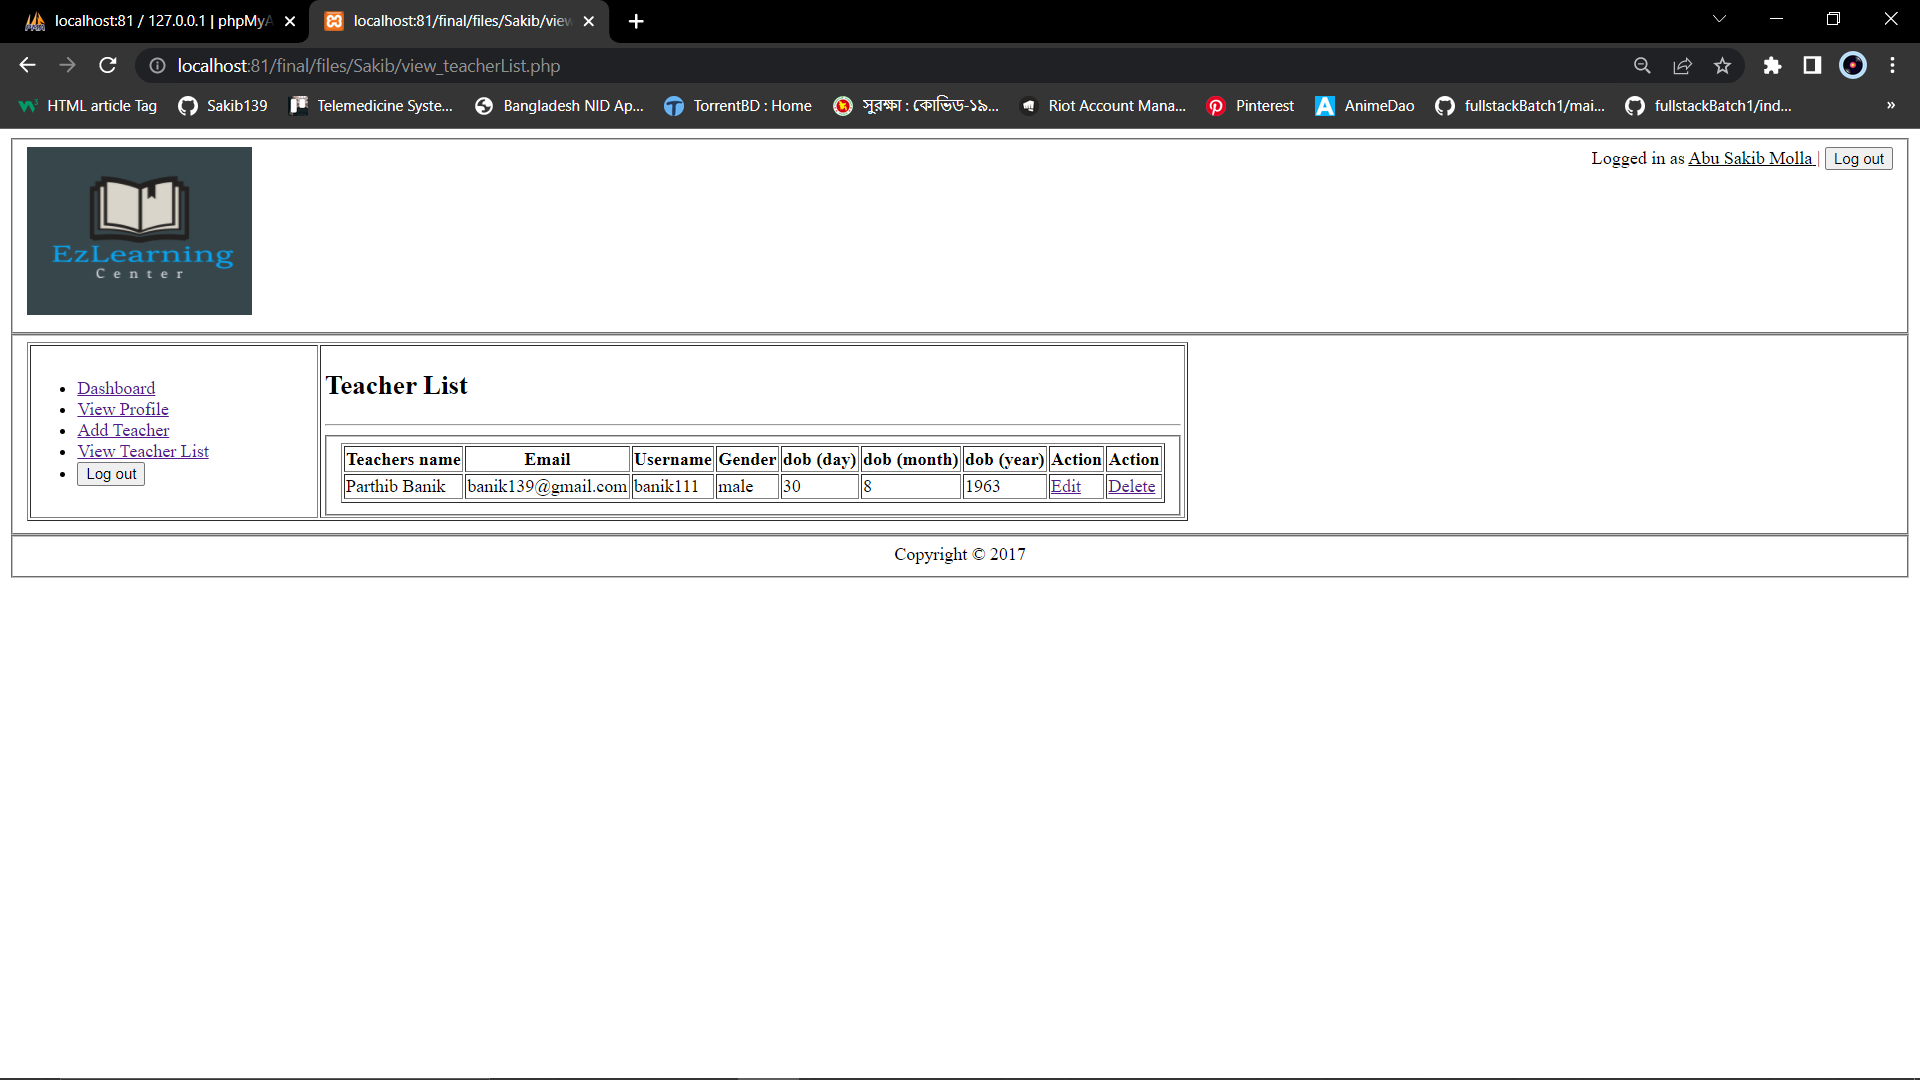 localhost:81 / 127.0.0.1 | phpMyA
localhost:81/final/files/Sakib/view
localhost:81/final/files/Sakib/view_teacherList.php
HTML article Tag
Sakib139
Telemedicine Syste...
Bangladesh NID Ap...
TorrentBD : Home
সুরক্ষা : কোভিড-১৯...
Riot Account Mana...
Pinterest
AnimeDao
fullstackBatch1/mai...
fullstackBatch1/ind...
»
EzLearning
Center
Logged in as Abu Sakib Molla | Log out
Dashboard
View Profile
Add Teacher
View Teacher List
Log out
Teacher List
Teachers name Email Username Gender dob (day) dob (month) dob (year) Action Action
Parthib Banik banik139@gmail.com banik111 male 30 8 1963 Edit Delete
Copyright © 2017